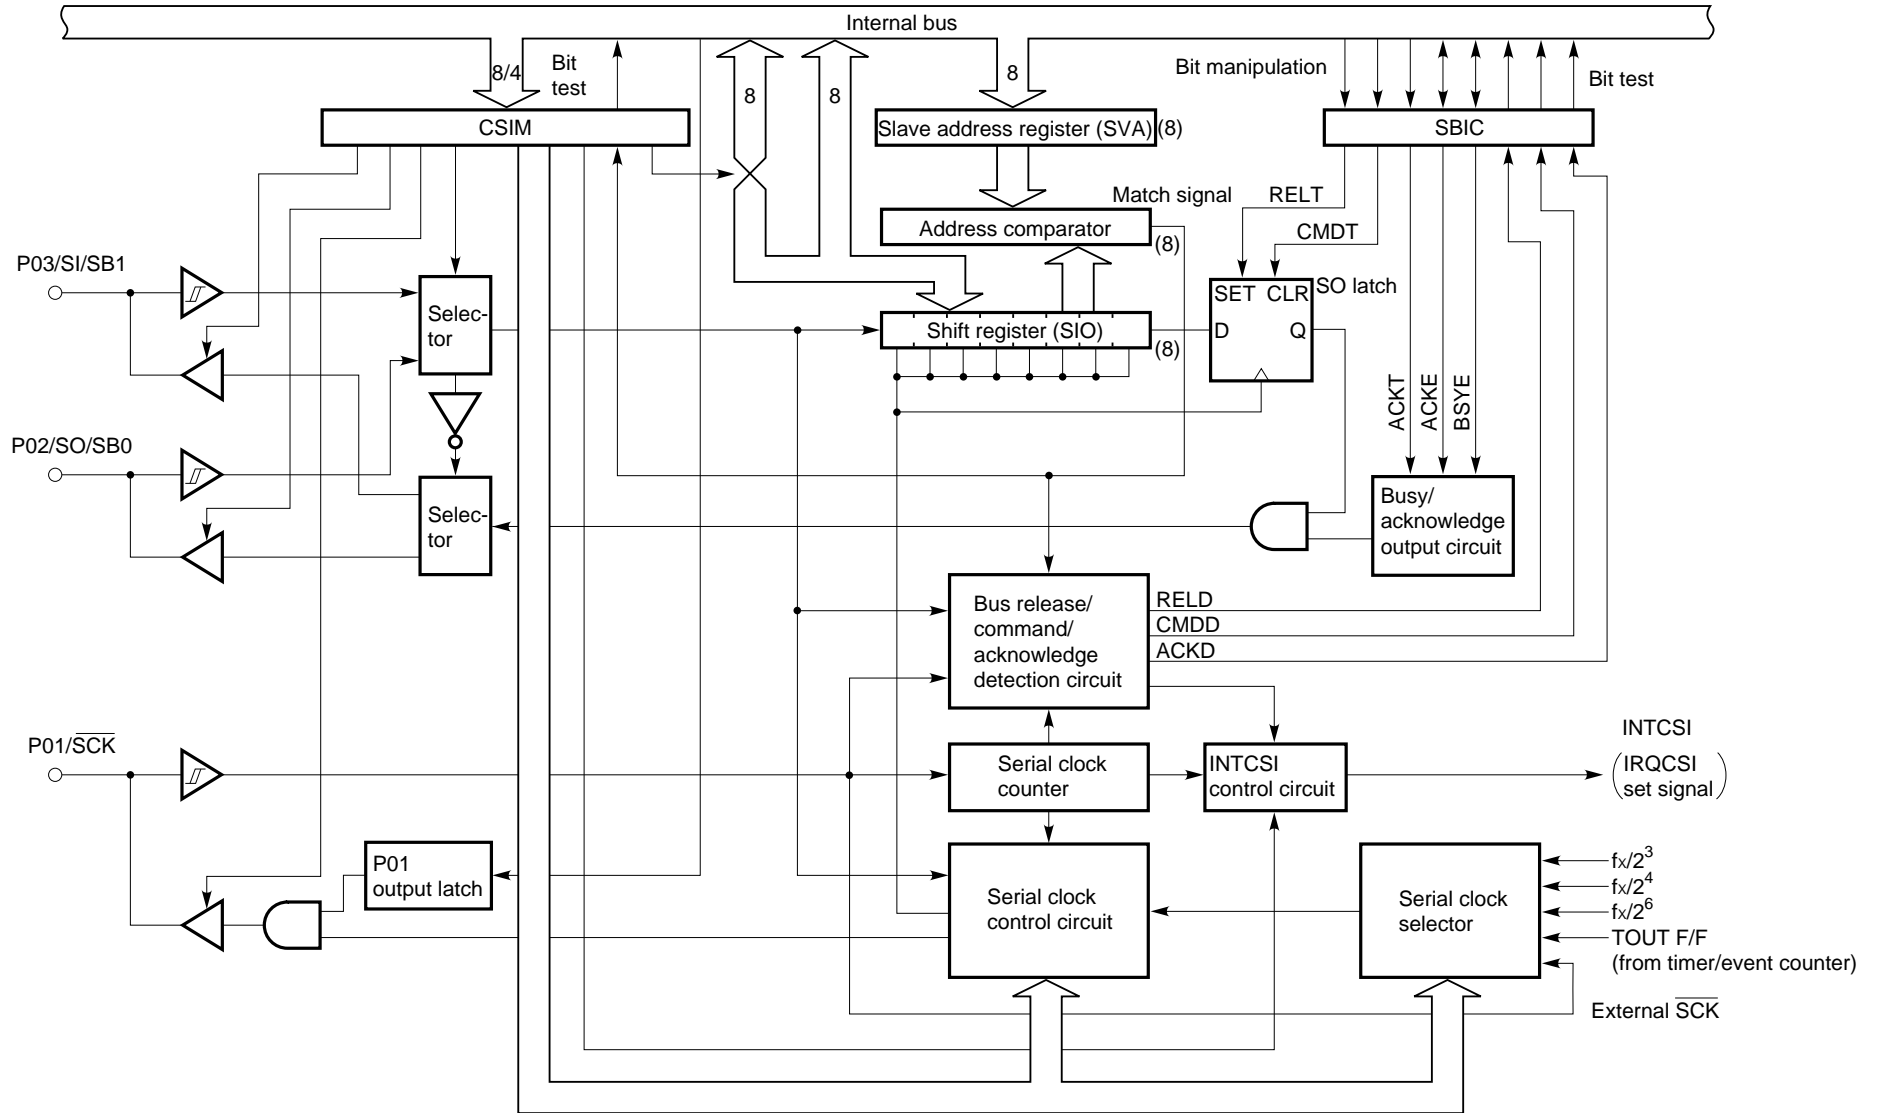 Internal bus
8/4
Bit
test
8
8
8
Bit manipulation
Bit test
CSIM
Slave address register (SVA)
(8)
SBIC
Match signal
RELT
Address comparator
(8)
CMDT
P03/SI/SB1
Selec-
tor
SET CLR
SO latch
Shift register (SIO)
(8)
D
Q
ACKT
ACKE
BSYE
P02/SO/SB0
Selec-
tor
Busy/
acknowledge
output circuit
Bus release/
command/
acknowledge
detection circuit
RELD
CMDD
ACKD
P01/S̅C̅K̅
Serial clock
counter
INTCSI
control circuit
INTCSI
(IRQCSI
set signal)
P01
output latch
Serial clock
control circuit
Serial clock
selector
fX/2³
fX/2⁴
fX/2⁶
TOUT F/F
(from timer/event counter)
External S̅C̅K̅